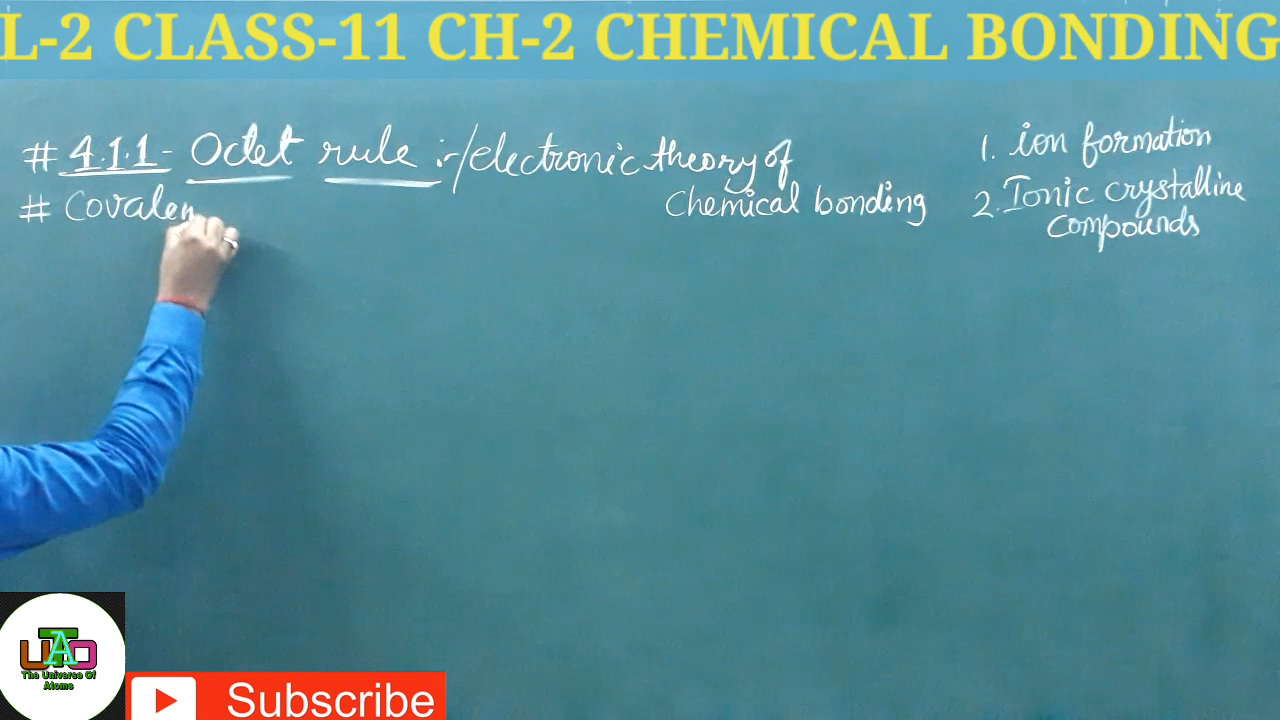 L-2 CLASS-11 CH-2 CHEMICAL BONDING
# 4.1.1- Octet rule :-/electronic theory of
chemical bonding
# Covalen
1. ion formation
2. Ionic crystalline
compounds
UTAO
The Universe Of
Atoms
Subscribe